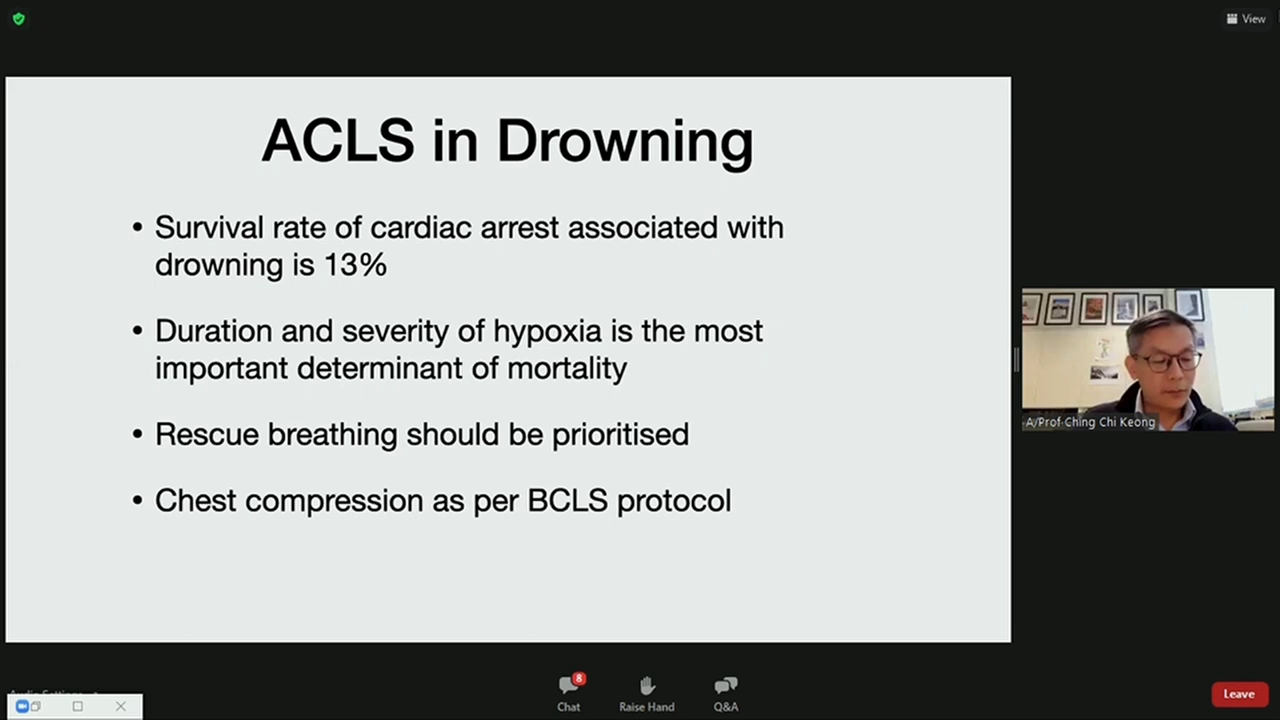 View
ACLS in Drowning
• Survival rate of cardiac arrest associated with
drowning is 13%
• Duration and severity of hypoxia is the most
important determinant of mortality
• Rescue breathing should be prioritised
• Chest compression as per BCLS protocol
A/Prof Ching Chi Keong
8
Chat
Raise Hand
Q&A
Leave